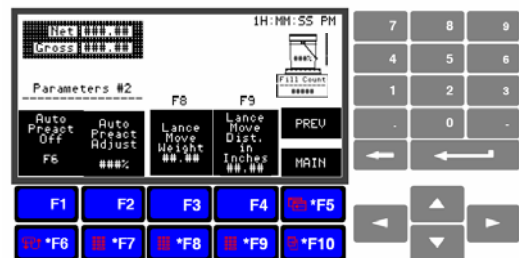 Net ###.##
Gross ###.##
1H:MM:SS PM
###%
Fill Count
#####
Parameters #2
F8
F9
Auto
Preact
Off
F6
Auto
Preact
Adjust
###%
Lance
Move
Weight
##.##
Lance
Move
Dist.
in
Inches
##.##
PREV
MAIN
F1
F2
F3
F4
*F5
*F6
*F7
*F8
*F9
*F10
7
8
9
4
5
6
1
2
3
.
0
-